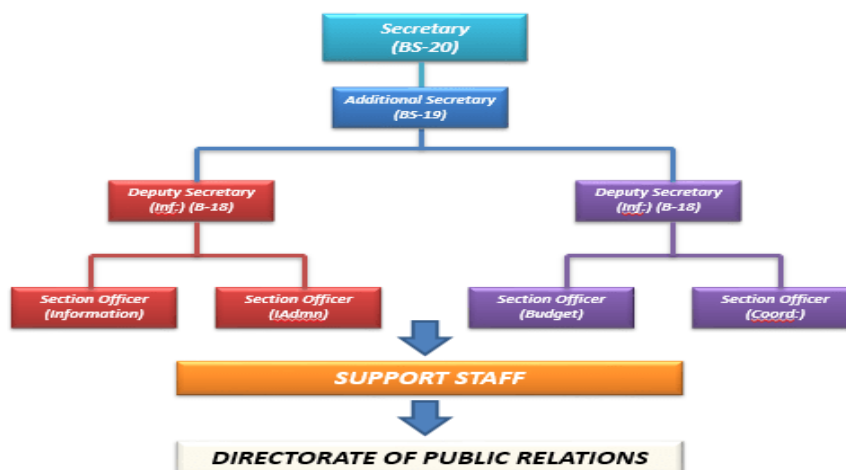 Secretary
(BS-20)
Additional Secretary
(BS-19)
Deputy Secretary
(Inf:) (B-18)
Deputy Secretary
(Inf:) (B-18)
Section Officer
(Information)
Section Officer
(IAdmn)
Section Officer
(Budget)
Section Officer
(Coord:)
SUPPORT STAFF
DIRECTORATE OF PUBLIC RELATIONS